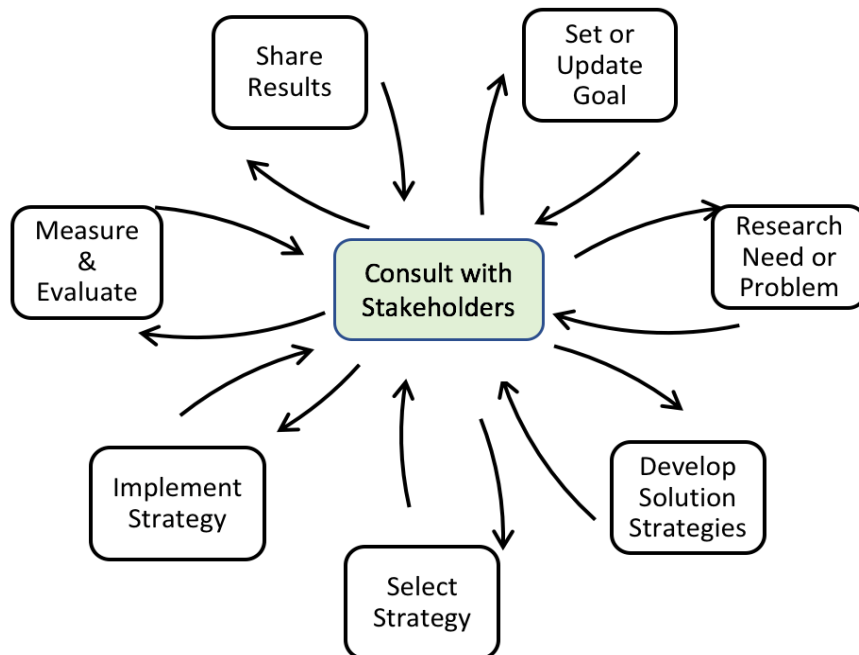 Share
Results
Set or
Update
Goal
Measure
&
Evaluate
Consult with
Stakeholders
Research
Need or
Problem
Implement
Strategy
Develop
Solution
Strategies
Select
Strategy